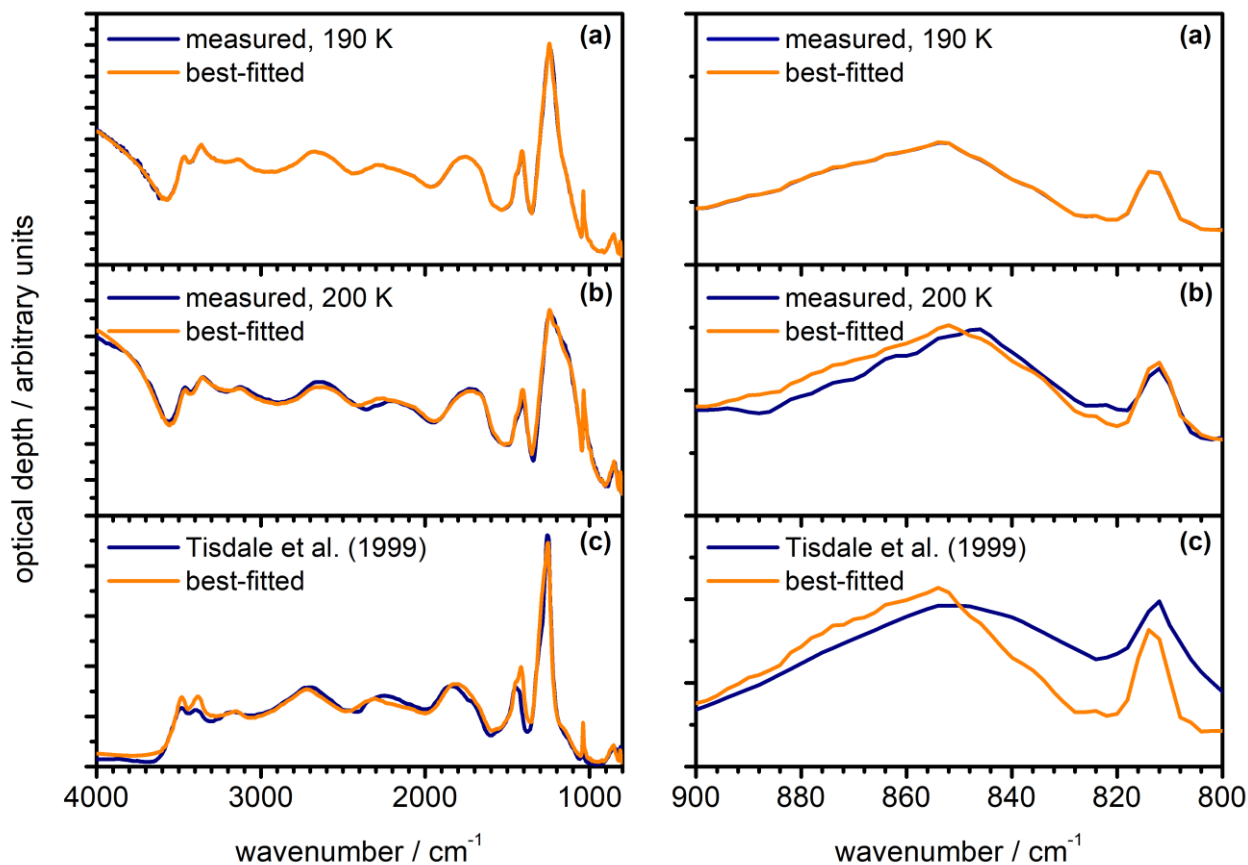 optical depth / arbitrary units
measured, 190 K
best-fitted
(a)
measured, 200 K
best-fitted
(b)
Tisdale et al. (1999)
best-fitted
(c)
4000 3000 2000 1000
wavenumber / cm⁻¹
measured, 190 K
best-fitted
(a)
measured, 200 K
best-fitted
(b)
Tisdale et al. (1999)
best-fitted
(c)
900 880 860 840 820 800
wavenumber / cm⁻¹